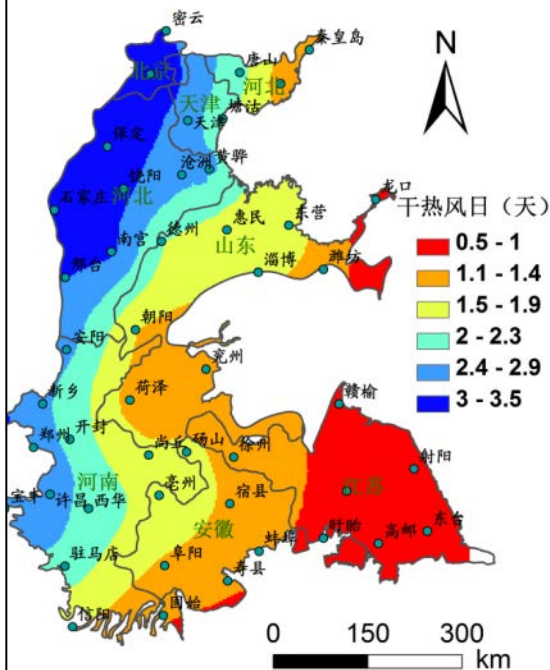 密云
秦皇岛
N
北京
唐山
河北
天津
塘沽
天津
保定
沧州
黄骅
饶阳
河北
石家庄
龙口
干热风日（天）
惠民
东营
德州
山东
南宫
邢台
淄博
潍坊
0.5 - 1
1.1 - 1.4
1.5 - 1.9
2 - 2.3
2.4 - 2.9
3 - 3.5
朝阳
安阳
兖州
新乡
菏泽
赣榆
郑州
开封
商丘
砀山
徐州
射阳
河南
江苏
宝丰
许昌
西华
亳州
宿县
安徽
盱眙
高邮
东台
蚌埠
驻马店
阜阳
寿县
信阳
固始
0 150 300
km